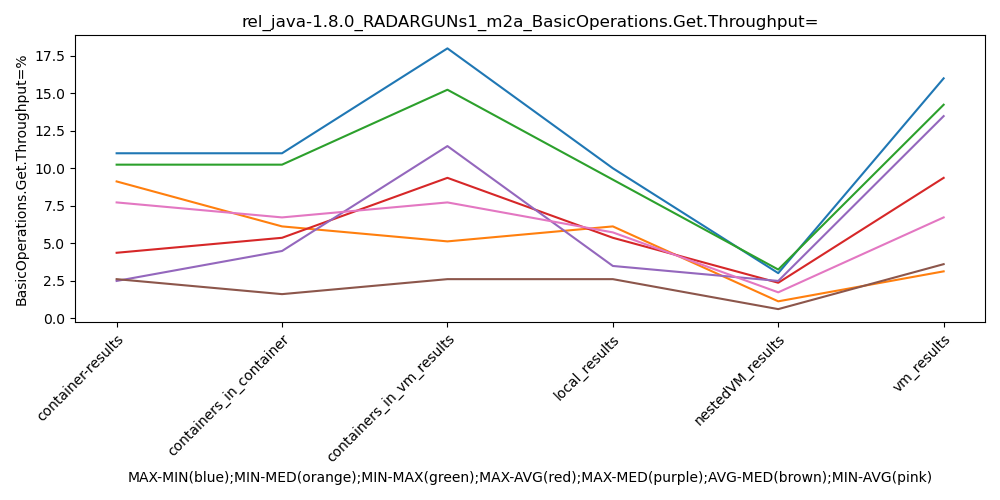 rel_java-1.8.0_RADARGUNs1_m2a_BasicOperations.Get.Throughput=
BasicOperations.Get.Throughput=%
17.5
15.0
12.5
10.0
7.5
5.0
2.5
0.0
container-results
containers_in_container
containers_in_vm_results
local_results
nestedVM_results
vm_results
MAX-MIN(blue);MIN-MED(orange);MIN-MAX(green);MAX-AVG(red);MAX-MED(purple);AVG-MED(brown);MIN-AVG(pink)